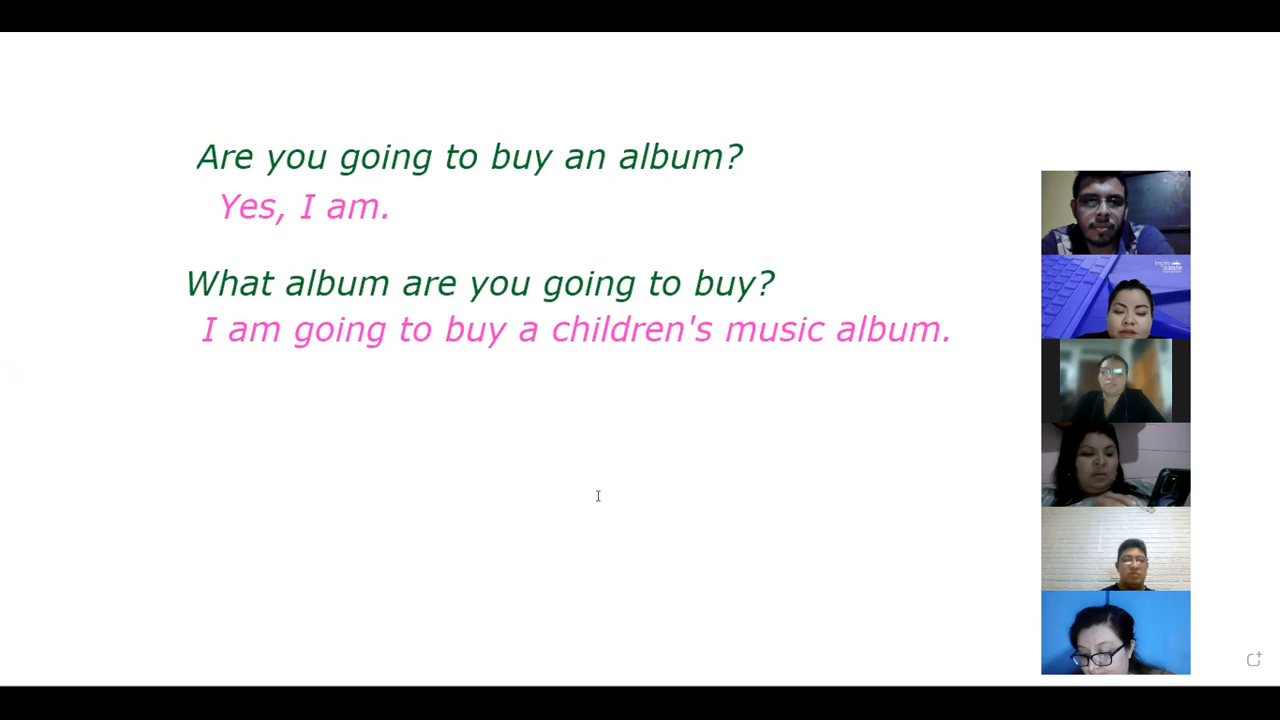 Are you going to buy an album?
Yes, I am.
What album are you going to buy?
I am going to buy a children's music album.